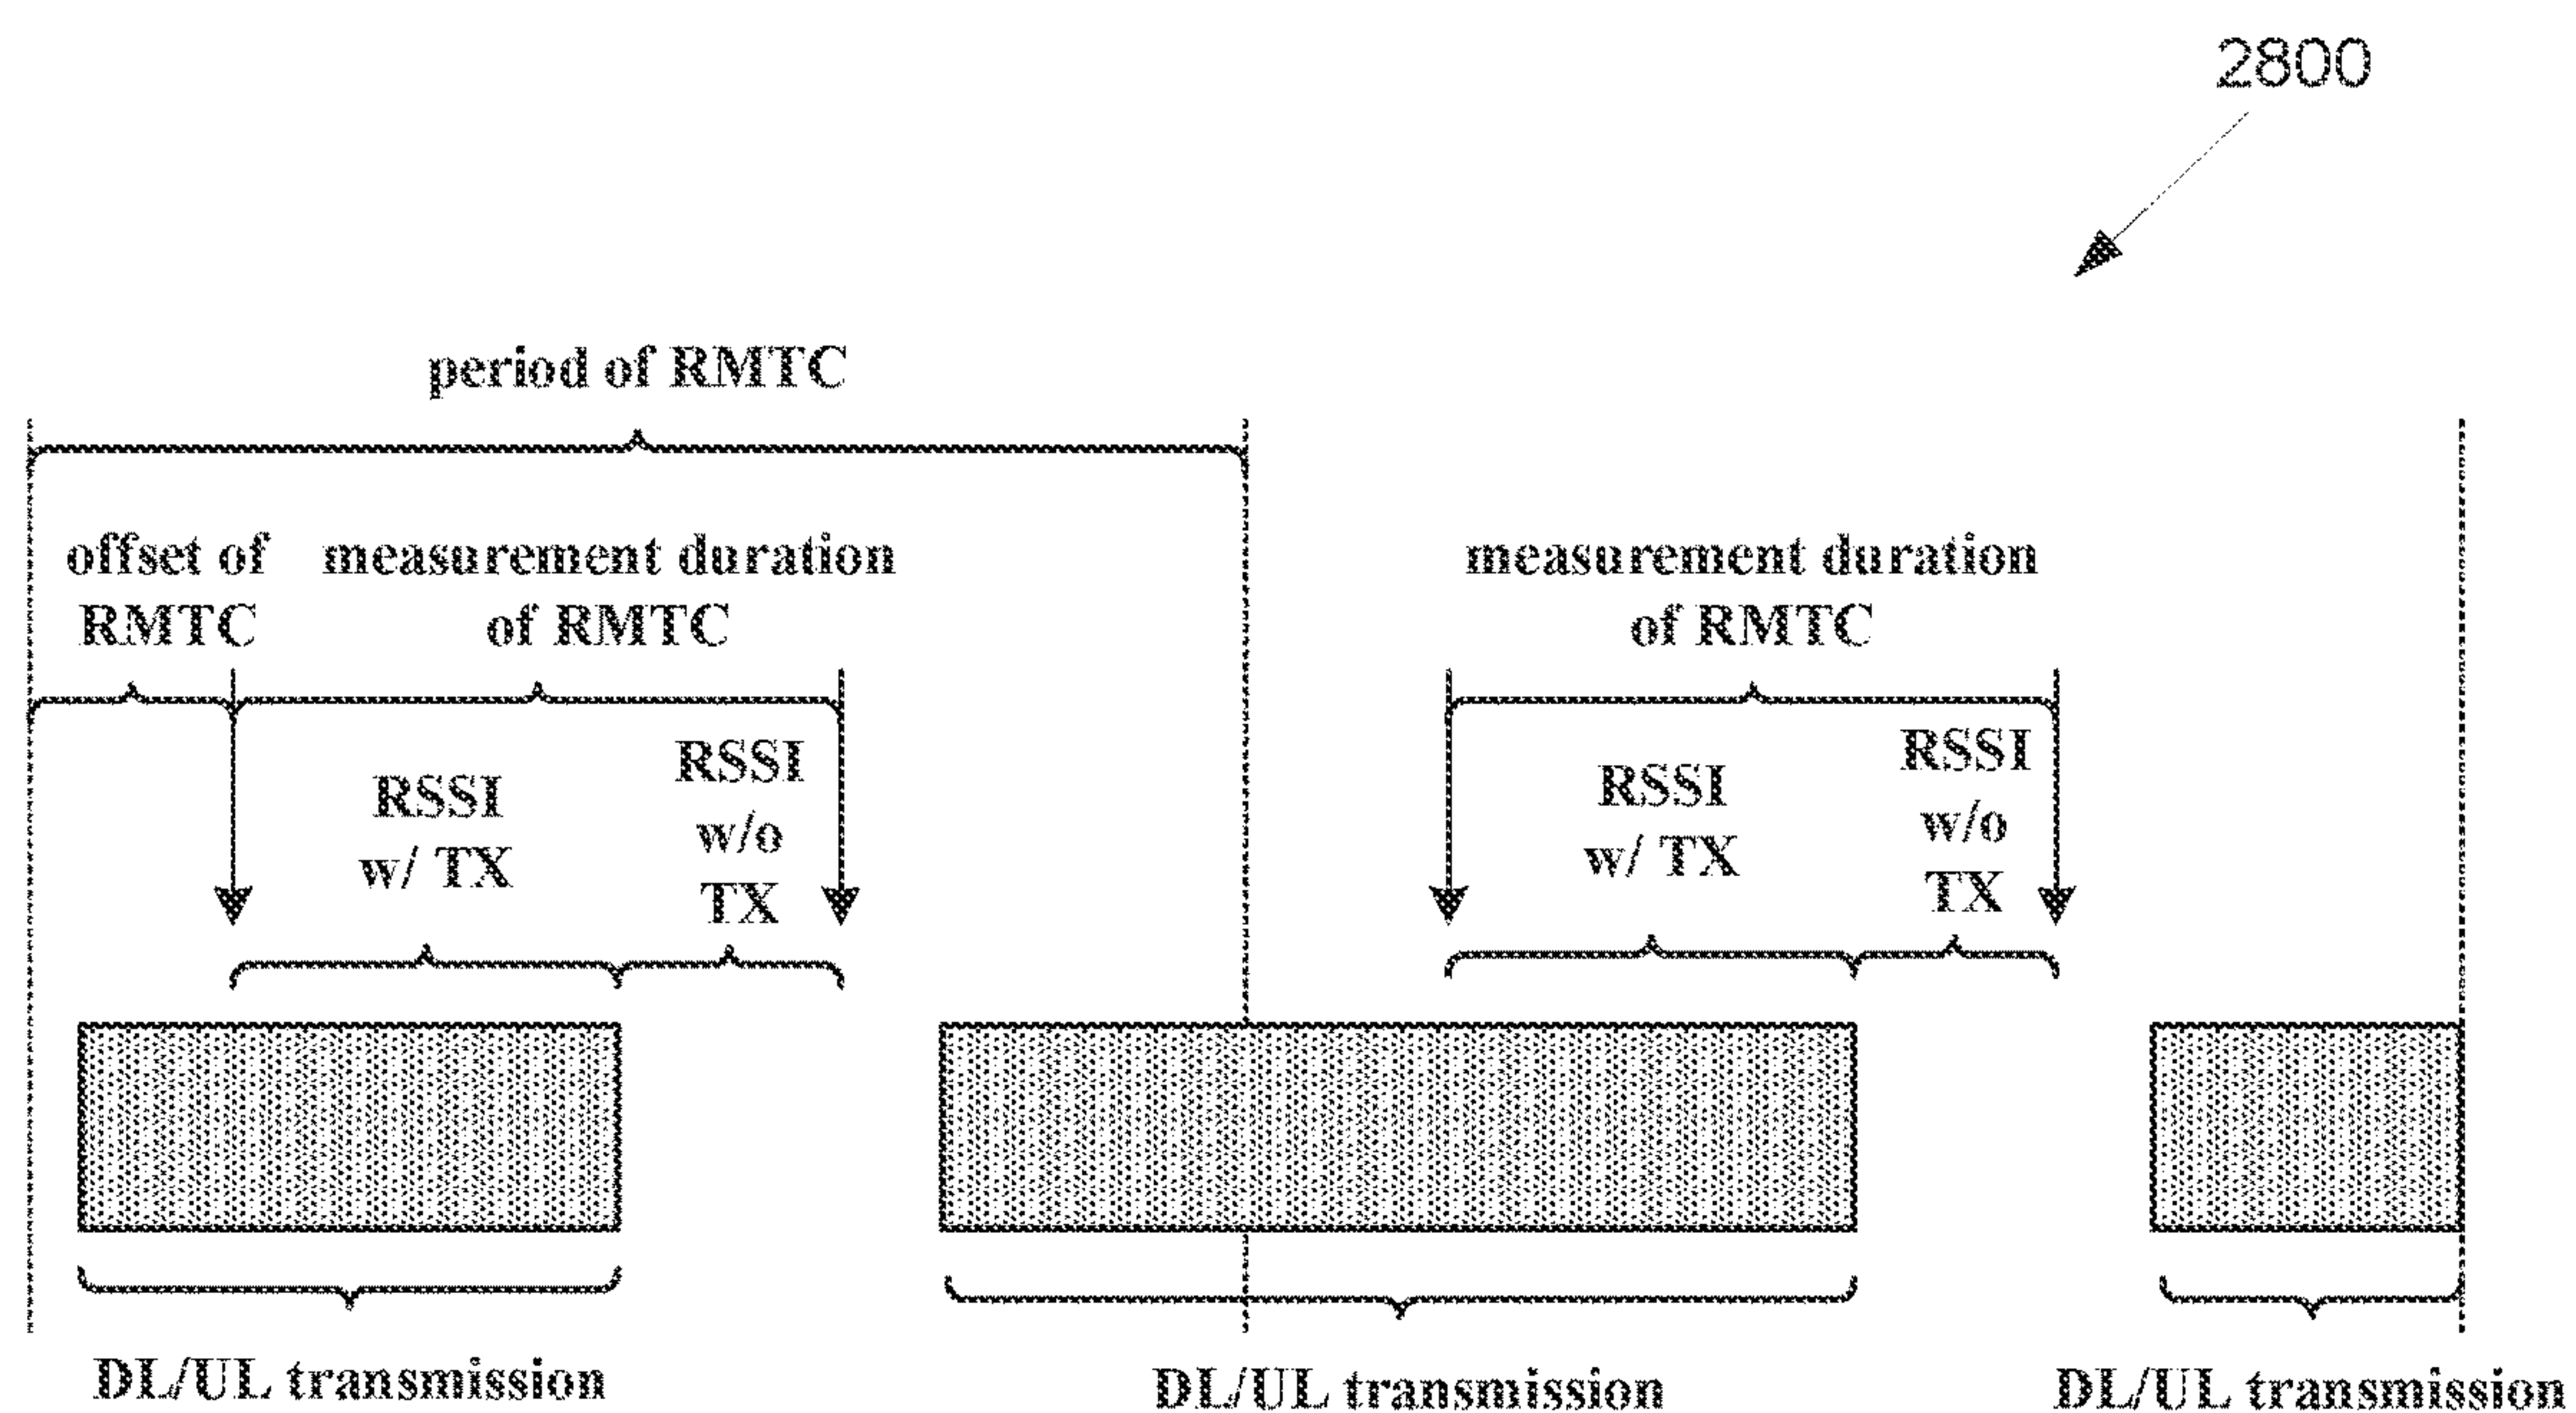 2800
period of RMTC
offset of
RMTC
measurement duration
of RMTC
measurement duration
of RMTC
RSSI
w/ TX
RSSI
w/o
TX
RSSI
w/ TX
RSSI
w/o
TX
DL/UL transmission
DL/UL transmission
DL/UL transmission